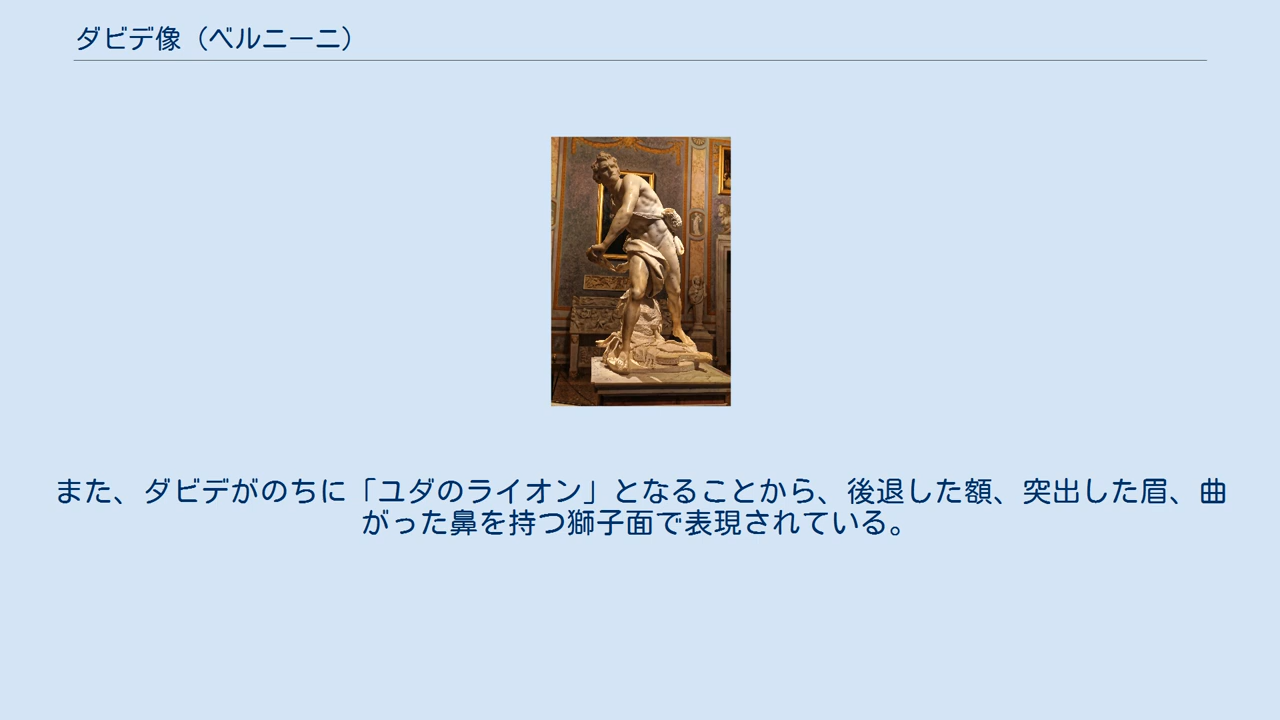 ダビデ像（ベルニーニ）
また、ダビデがのちに「ユダのライオン」となることから、後退した額、突出した眉、曲
がった鼻を持つ獅子面で表現されている。